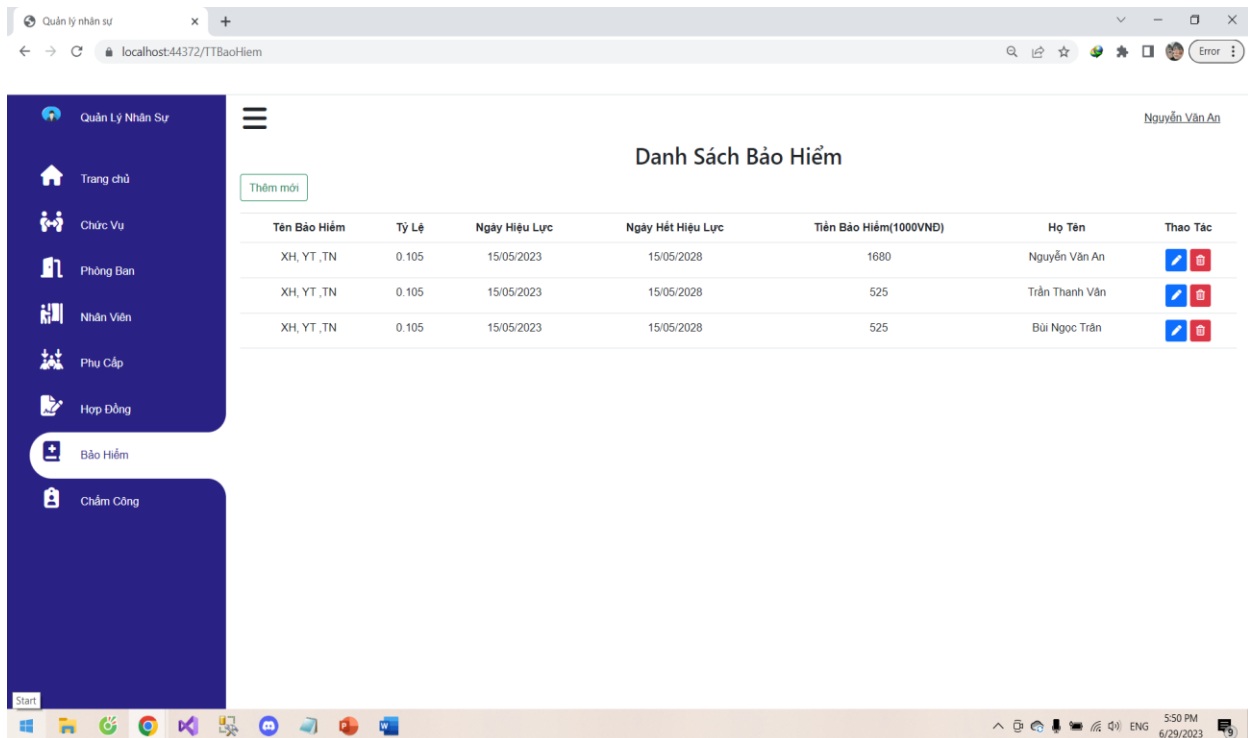 Quản lý nhân sự
localhost:44372/TTBaoHiem
Error
Quản Lý Nhân Sự
Nguyễn Văn An
Danh Sách Bảo Hiểm
Trang chủ
Thêm mới
Chức Vụ
Tên Bảo Hiểm Tỷ Lệ Ngày Hiệu Lực Ngày Hết Hiệu Lực Tiền Bảo Hiểm(1000VNĐ) Họ Tên Thao Tác
XH, YT ,TN 0.105 15/05/2023 15/05/2028 1680 Nguyễn Văn An
Phòng Ban
XH, YT ,TN 0.105 15/05/2023 15/05/2028 525 Trần Thanh Vân
Nhân Viên
XH, YT ,TN 0.105 15/05/2023 15/05/2028 525 Bùi Ngọc Trân
Phụ Cấp
Hợp Đồng
Bảo Hiểm
Chấm Công
Start
ENG
5:50 PM
6/29/2023
9